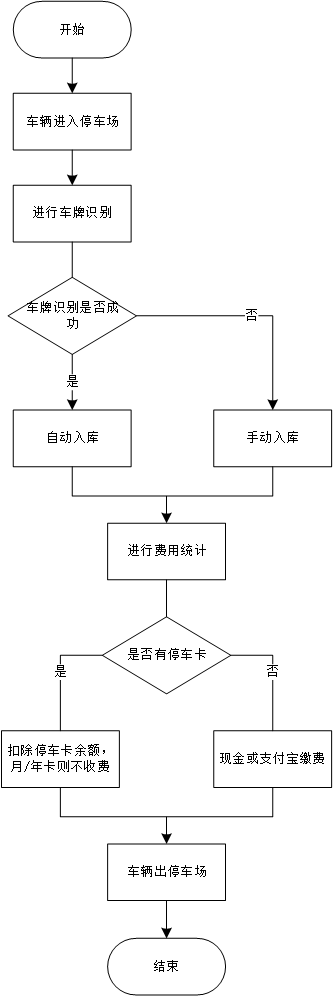 开始
车辆进入停车场
进行车牌识别
车牌识别是否成
功
否
是
自动入库
手动入库
进行费用统计
是否有停车卡
是
否
扣除停车卡余额，
月/年卡则不收费
现金或支付宝缴费
车辆出停车场
结束